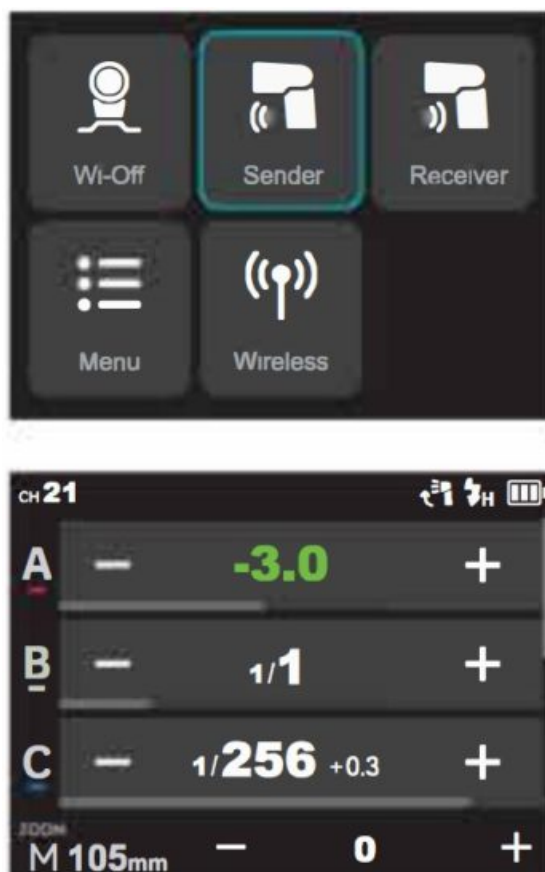 Wi-Off Sender Receiver
Menu Wireless
CH 21 H
A -3.0 +
B 1/1 +
C 1/256 +0.3 +
ZOOM
M 105mm − 0 +